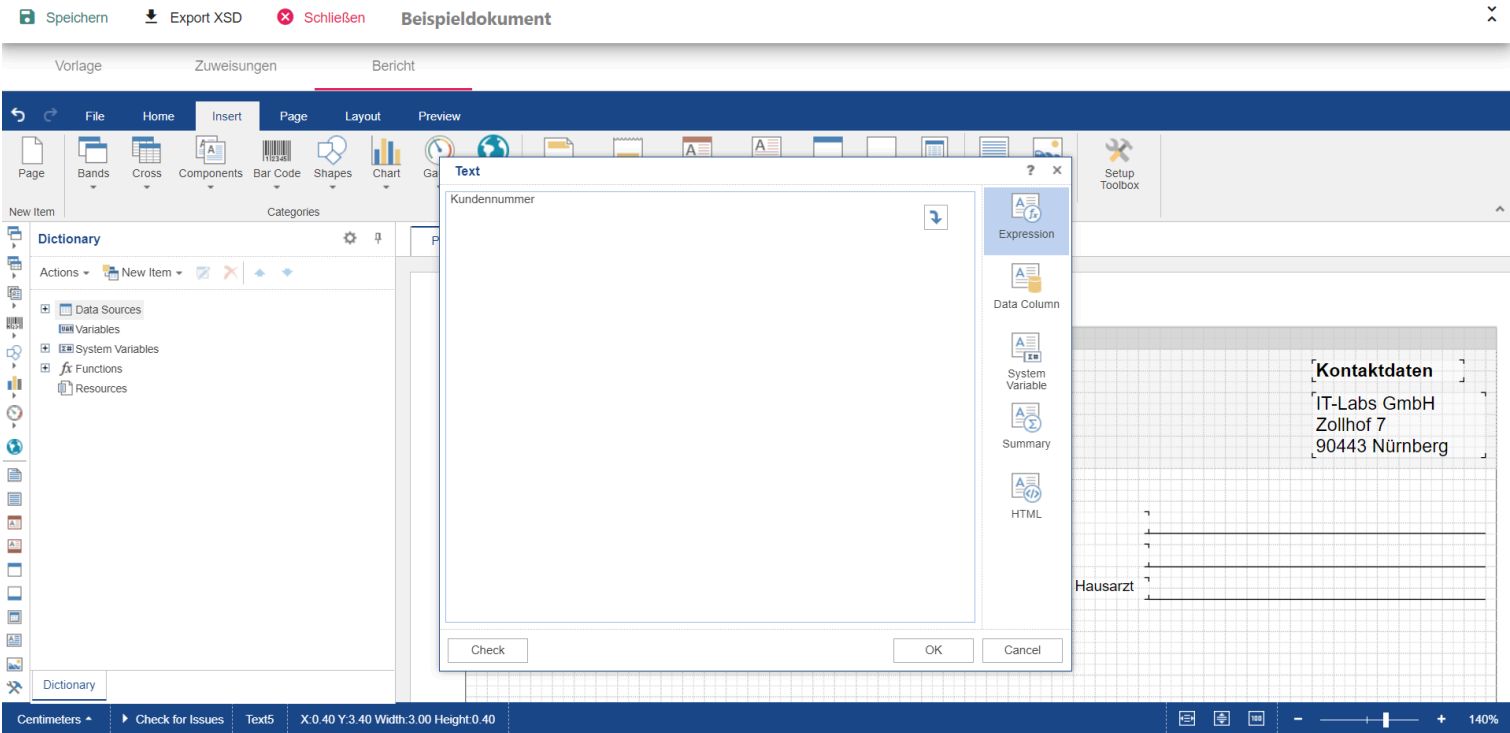 Speichern Export XSD Schließen Beispieldokument
Vorlage Zuweisungen Bericht
File Home Insert Page Layout Preview
Page Bands Cross Components Bar Code Shapes Chart Setup Toolbox
New Item Categories
Text ? ×
Kundennummer
Expression
Data Column
System
Variable
Summary
HTML
Check OK Cancel
Dictionary
Actions New Item
Data Sources
Variables
System Variables
fx Functions
Resources
Dictionary
Kontaktdaten
IT-Labs GmbH
Zollhof 7
90443 Nürnberg
Hausarzt
Centimeters Check for Issues Text5 X:0.40 Y:3.40 Width:3.00 Height:0.40 100 - + 140%